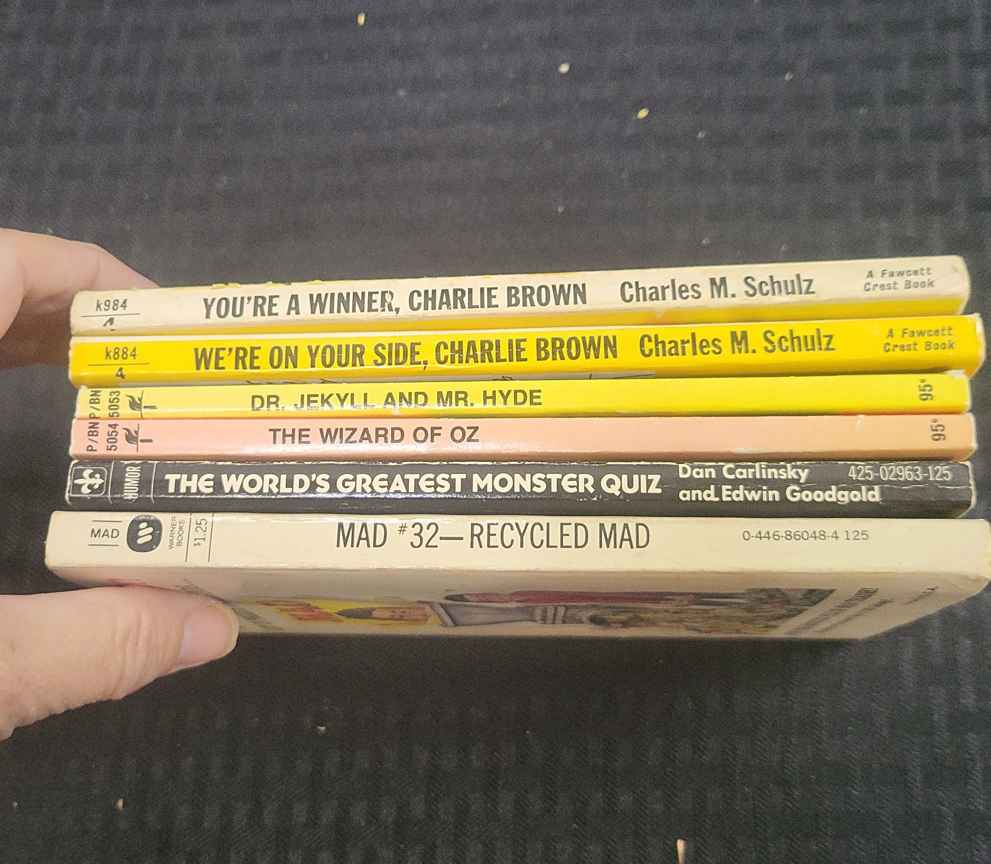 k984
YOU'RE A WINNER, CHARLIE BROWN Charles M. Schulz
A Fawcett
Crest Book
k884
4
WE'RE ON YOUR SIDE, CHARLIE BROWN Charles M. Schulz
A Fawcett
Crest Book
P/BN
5053
DR. JEKYLL AND MR. HYDE
95¢
P/BN
5054
THE WIZARD OF OZ
95¢
HUMOR
THE WORLD'S GREATEST MONSTER QUIZ
Dan Carlinsky
and Edwin Goodgold
425-02963-125
MAD
WARNER
BOOKS
$1.25
MAD #32—RECYCLED MAD
0-446-86048-4 125